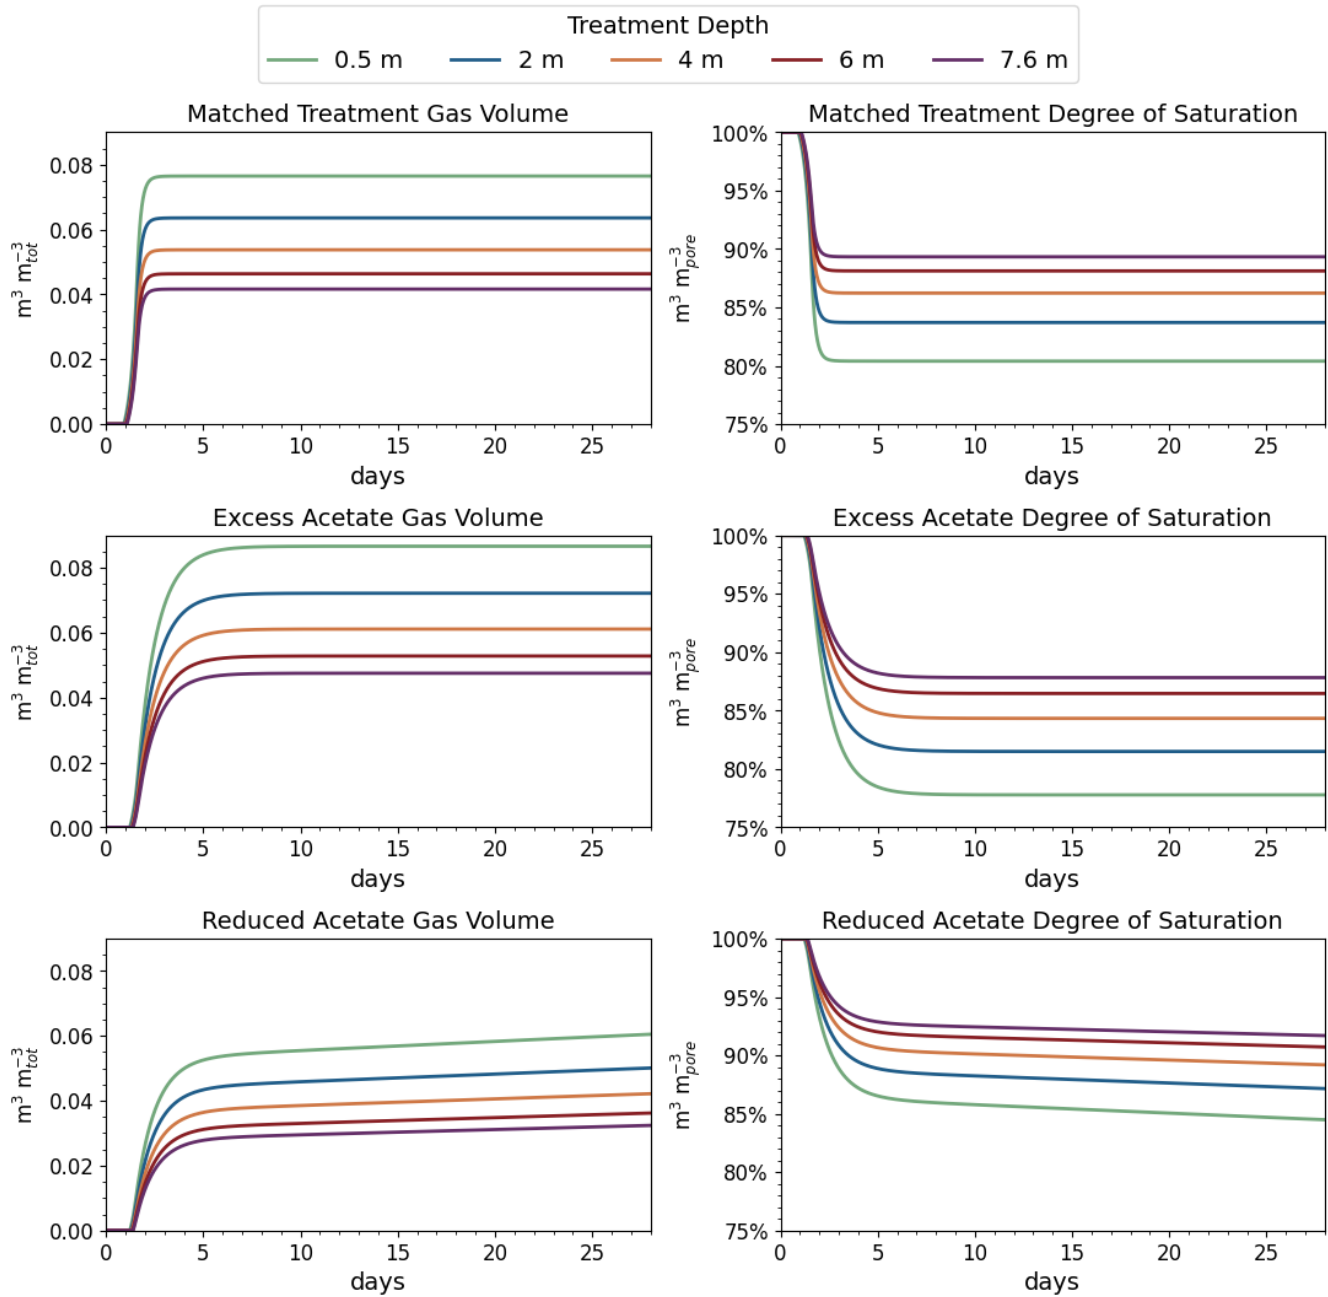 Treatment Depth
0.5 m 2 m 4 m 6 m 7.6 m
Matched Treatment Gas Volume
0.08
0.06
0.04
0.02
0.00
m³ m⁻³tot
0 5 10 15 20 25
days
Matched Treatment Degree of Saturation
100%
95%
90%
85%
80%
75%
m³ m⁻³pore
0 5 10 15 20 25
days
Excess Acetate Gas Volume
0.08
0.06
0.04
0.02
0.00
m³ m⁻³tot
0 5 10 15 20 25
days
Excess Acetate Degree of Saturation
100%
95%
90%
85%
80%
75%
m³ m⁻³pore
0 5 10 15 20 25
days
Reduced Acetate Gas Volume
0.08
0.06
0.04
0.02
0.00
m³ m⁻³tot
0 5 10 15 20 25
days
Reduced Acetate Degree of Saturation
100%
95%
90%
85%
80%
75%
m³ m⁻³pore
0 5 10 15 20 25
days